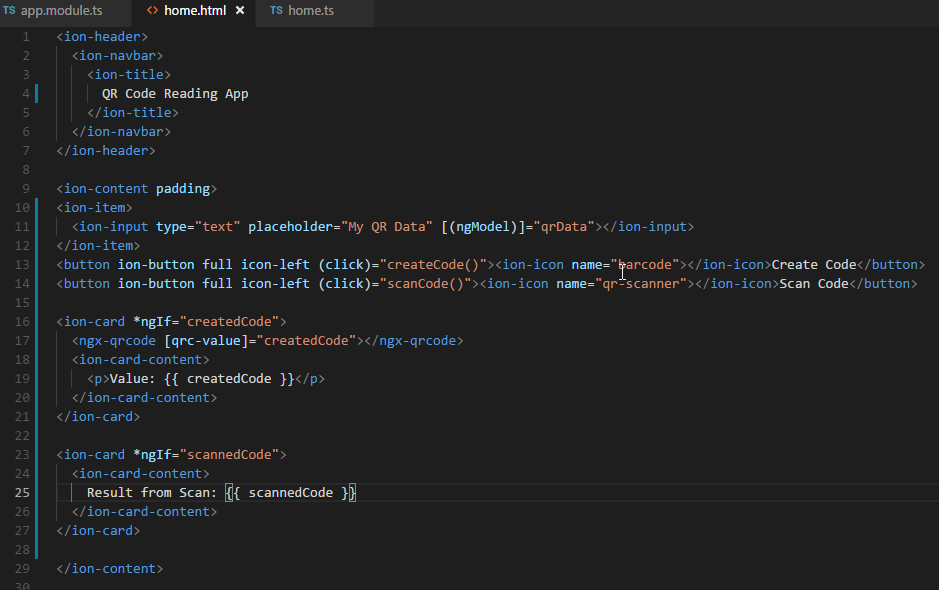 TS app.module.ts <> home.html × TS home.ts
1 <ion-header>
2 <ion-navbar>
3 <ion-title>
4 QR Code Reading App
5 </ion-title>
6 </ion-navbar>
7 </ion-header>
8
9 <ion-content padding>
10 <ion-item>
11 <ion-input type="text" placeholder="My QR Data" [(ngModel)]="qrData"></ion-input>
12 </ion-item>
13 <button ion-button full icon-left (click)="createCode()"><ion-icon name="barcode"></ion-icon>Create Code</button>
14 <button ion-button full icon-left (click)="scanCode()"><ion-icon name="qr-scanner"></ion-icon>Scan Code</button>
15
16 <ion-card *ngIf="createdCode">
17 <ngx-qrcode [qrc-value]="createdCode"></ngx-qrcode>
18 <ion-card-content>
19 <p>Value: {{ createdCode }}</p>
20 </ion-card-content>
21 </ion-card>
22
23 <ion-card *ngIf="scannedCode">
24 <ion-card-content>
25 Result from Scan: {{ scannedCode }}
26 </ion-card-content>
27 </ion-card>
28
29 </ion-content>
30